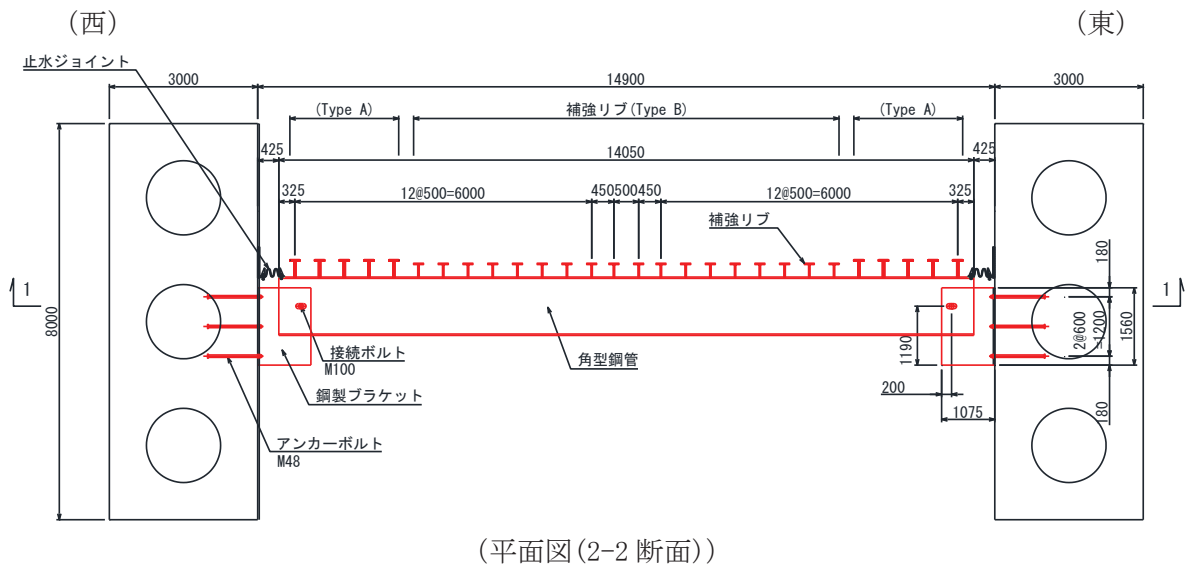 (西)
(東)
止水ジョイント
3000
14900
3000
(Type A)
補強リブ(Type B)
(Type A)
425
14050
425
325
12@500=6000
450500450
12@500=6000
325
補強リブ
180
1
1
8000
2@600
=1200
1560
1190
接続ボルト
M100
角型鋼管
鋼製ブラケット
200
1075
180
アンカーボルト
M48
(平面図(2-2 断面))